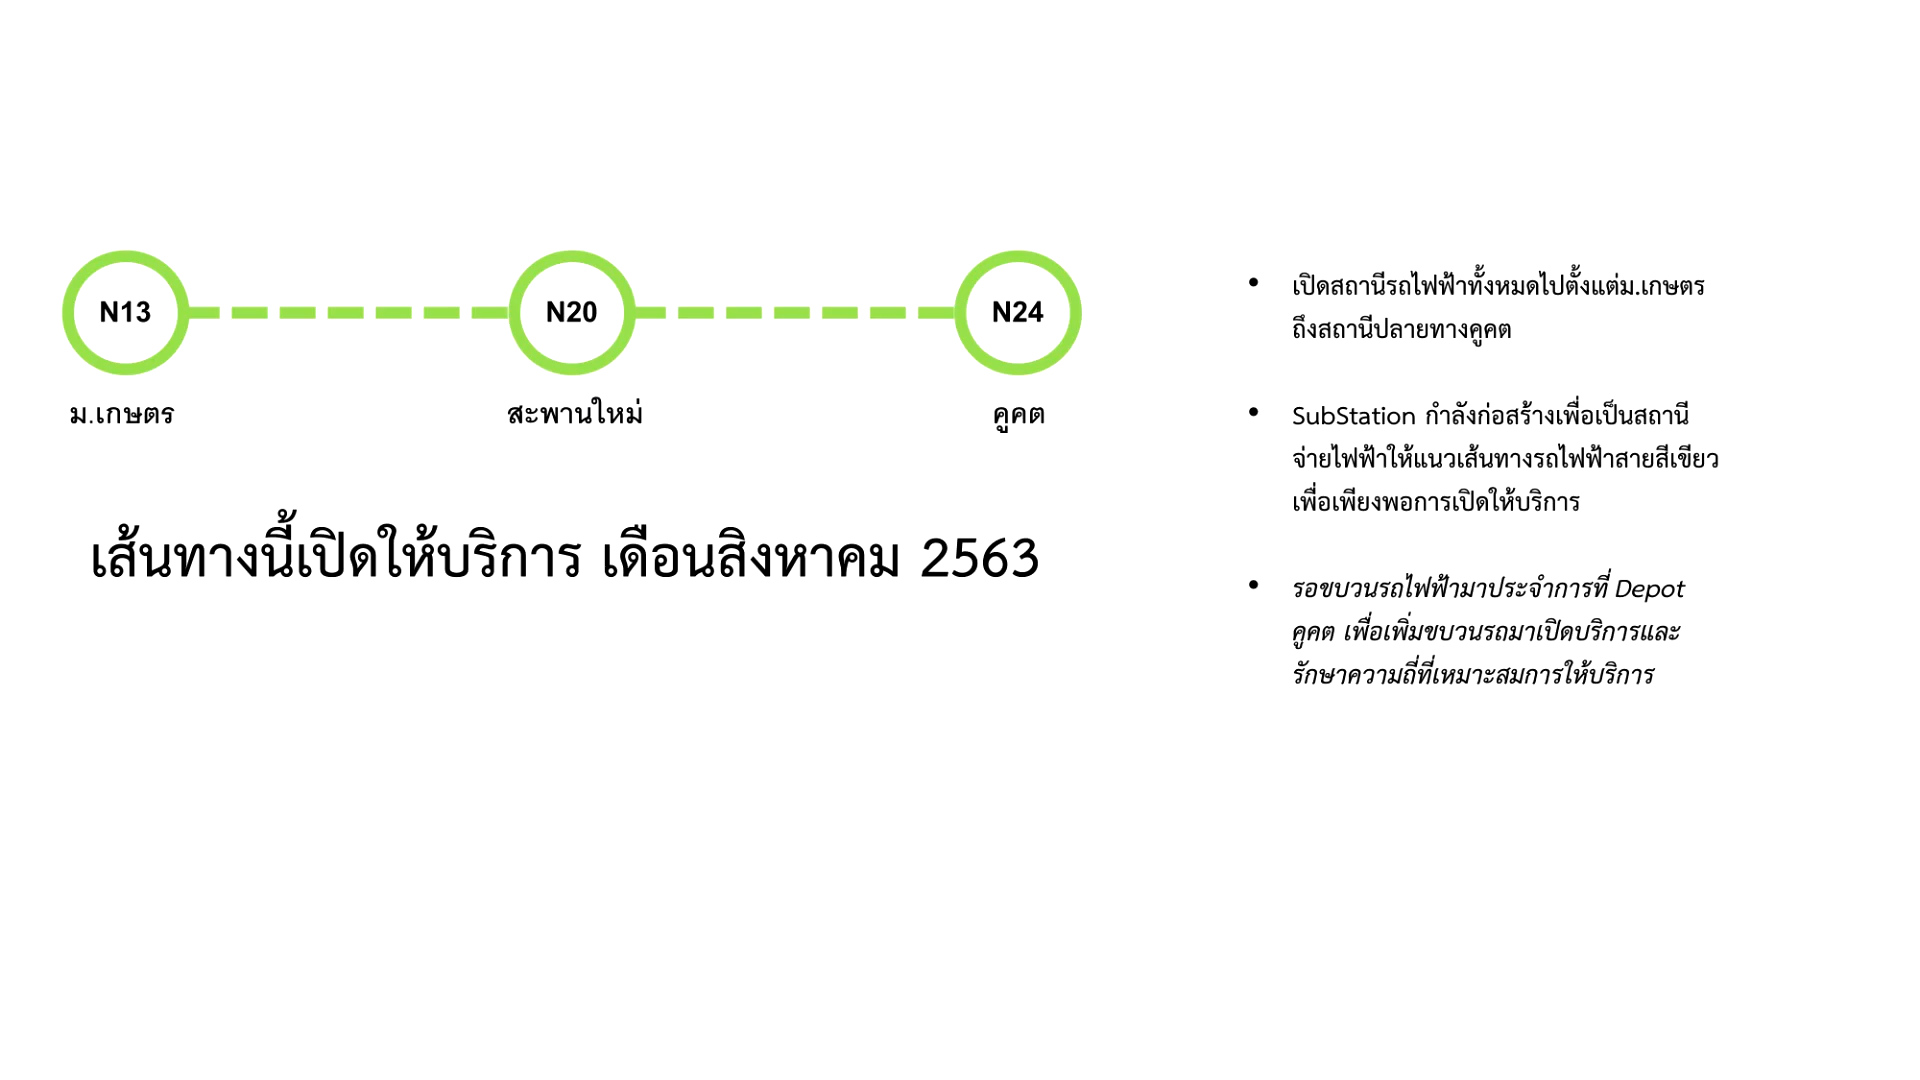 N13
N20
N24
ม.เกษตร
สะพานใหม่
คูคต
เส้นทางนี้เปิดให้บริการ เดือนสิงหาคม 2563
• เปิดสถานีรถไฟฟ้าทั้งหมดไปตั้งแต่ม.เกษตร
ถึงสถานีปลายทางคูคต
• SubStation กำลังก่อสร้างเพื่อเป็นสถานี
จ่ายไฟฟ้าให้แนวเส้นทางรถไฟฟ้าสายสีเขียว
เพื่อเพียงพอการเปิดให้บริการ
• รอขบวนรถไฟฟ้ามาประจำการที่ Depot
คูคต เพื่อเพิ่มขบวนรถมาเปิดบริการและ
รักษาความถี่ที่เหมาะสมการให้บริการ